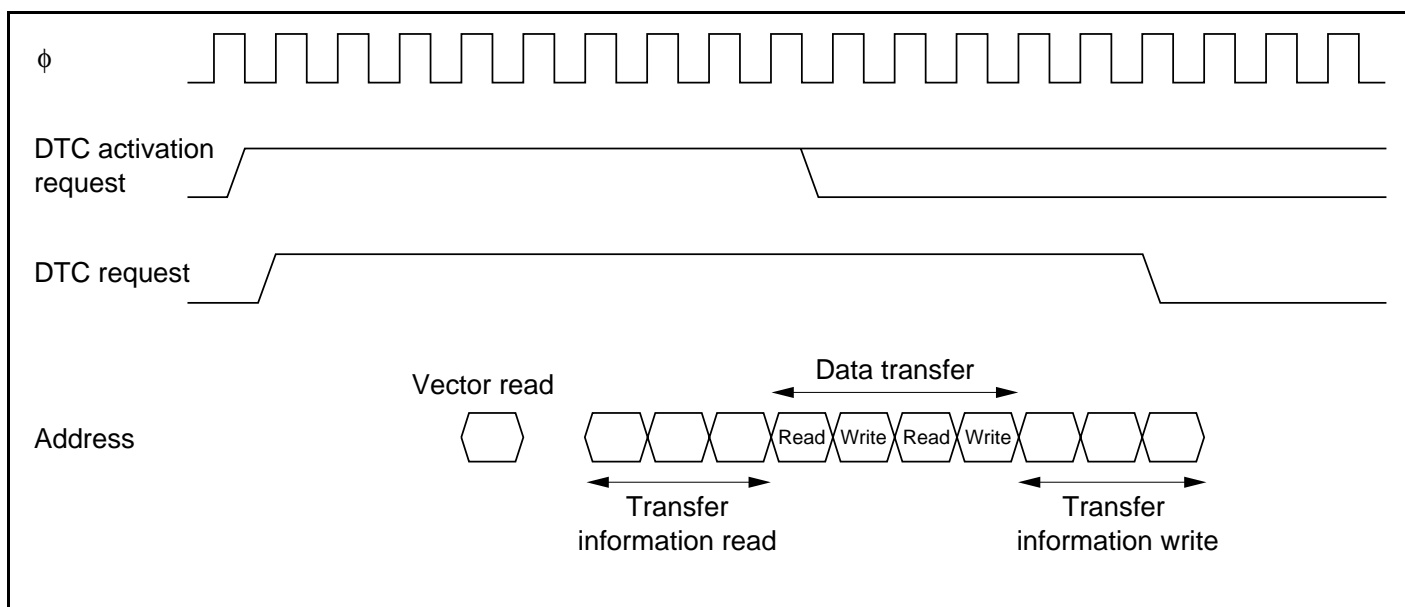 ϕ
DTC activation
request
DTC request
Data transfer
Vector read
Address
Read Write Read Write
Transfer
information read
Transfer
information write